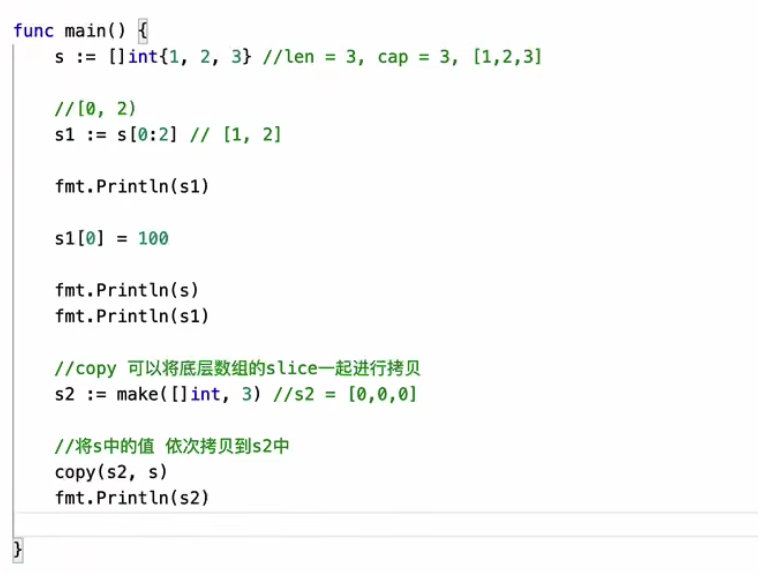 func main() {
    s := []int{1, 2, 3} //len = 3, cap = 3, [1,2,3]
    //[0, 2)
    s1 := s[0:2] // [1, 2]
    fmt.Println(s1)
    s1[0] = 100
    fmt.Println(s)
    fmt.Println(s1)
    //copy 可以将底层数组的slice一起进行拷贝
    s2 := make([]int, 3) //s2 = [0,0,0]
    //将s中的值 依次拷贝到s2中
    copy(s2, s)
    fmt.Println(s2)
}